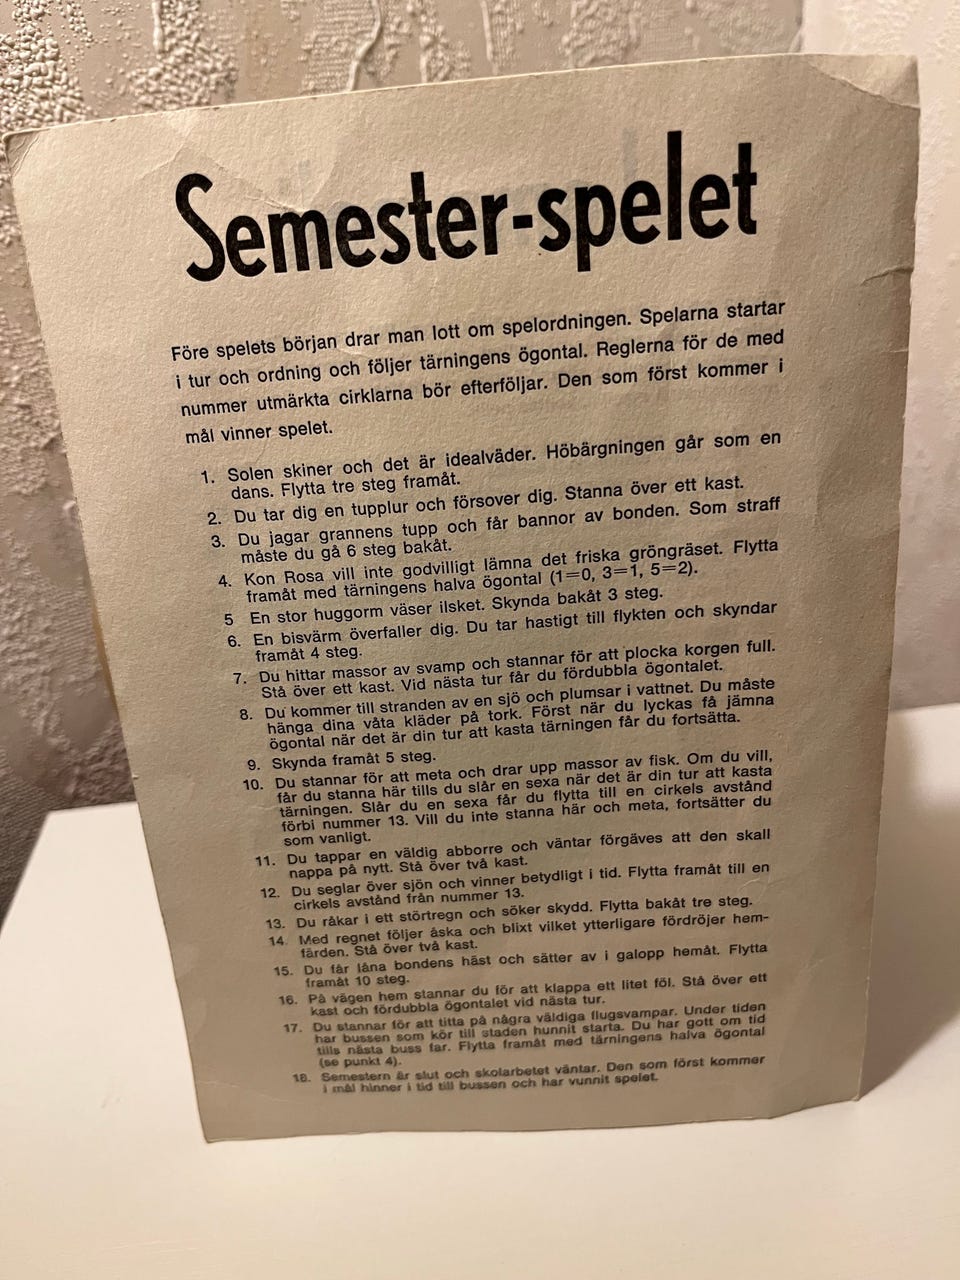 Semester-spelet
Före spelets början drar man lott om spelordningen. Spelarna startar
i tur och ordning och följer tärningens ögontal. Reglerna för de med
nummer utmärkta cirklarna bör efterföljar. Den som först kommer i
mål vinner spelet.
1. Solen skiner och det är idealväder. Höbärgningen går som en
dans. Flytta tre steg framåt.
2. Du tar dig en tupplur och försover dig. Stanna över ett kast.
3. Du jagar grannens tupp och får bannor av bonden. Som straff
måste du gå 6 steg bakåt.
4. Kon Rosa vill inte godvilligt lämna det friska gröngräset. Flytta
framåt med tärningens halva ögontal (1=0, 3=1, 5=2).
5 En stor huggorm väser ilsket. Skynda bakåt 3 steg.
6. En bisvärm överfaller dig. Du tar hastigt till flykten och skyndar
framåt 4 steg.
7. Du hittar massor av svamp och stannar för att plocka korgen full.
Stå över ett kast. Vid nästa tur får du fördubbla ögontalet.
8. Du kommer till stranden av en sjö och plumsar i vattnet. Du måste
hänga dina våta kläder på tork. Först när du lyckas få jämna
ögontal när det är din tur att kasta tärningen får du fortsätta.
9. Skynda framåt 5 steg.
10. Du stannar för att meta och drar upp massor av fisk. Om du vill,
får du stanna här tills du slår en sexa när det är din tur att kasta
tärningen. Slår du en sexa får du flytta till en cirkels avstånd
förbi nummer 13. Vill du inte stanna här och meta, fortsätter du
som vanligt.
11. Du tappar en väldig abborre och väntar förgäves att den skall
nappa på nytt. Stå över två kast.
12. Du seglar över sjön och vinner betydligt i tid. Flytta framåt till en
cirkels avstånd från nummer 13.
13. Du råkar i ett störtregn och söker skydd. Flytta bakåt tre steg.
14. Med regnet följer åska och blixt vilket ytterligare fördröjer hem-
färden. Stå över två kast.
15. Du får låna bondens häst och sätter av i galopp hemåt. Flytta
framåt 10 steg.
16. På vägen hem stannar du för att klappa ett litet föl. Stå över ett
kast och fördubbla ögontalet vid nästa tur.
17. Du stannar för att titta på några väldiga flugsvampar. Under tiden
har bussen som kör till staden hunnit starta. Du har gott om tid
tills nästa buss far. Flytta framåt med tärningens halva ögontal
(se punkt 4).
18. Semestern är slut och skolarbetet väntar. Den som först kommer
i mål hinner i tid till bussen och har vunnit spelet.